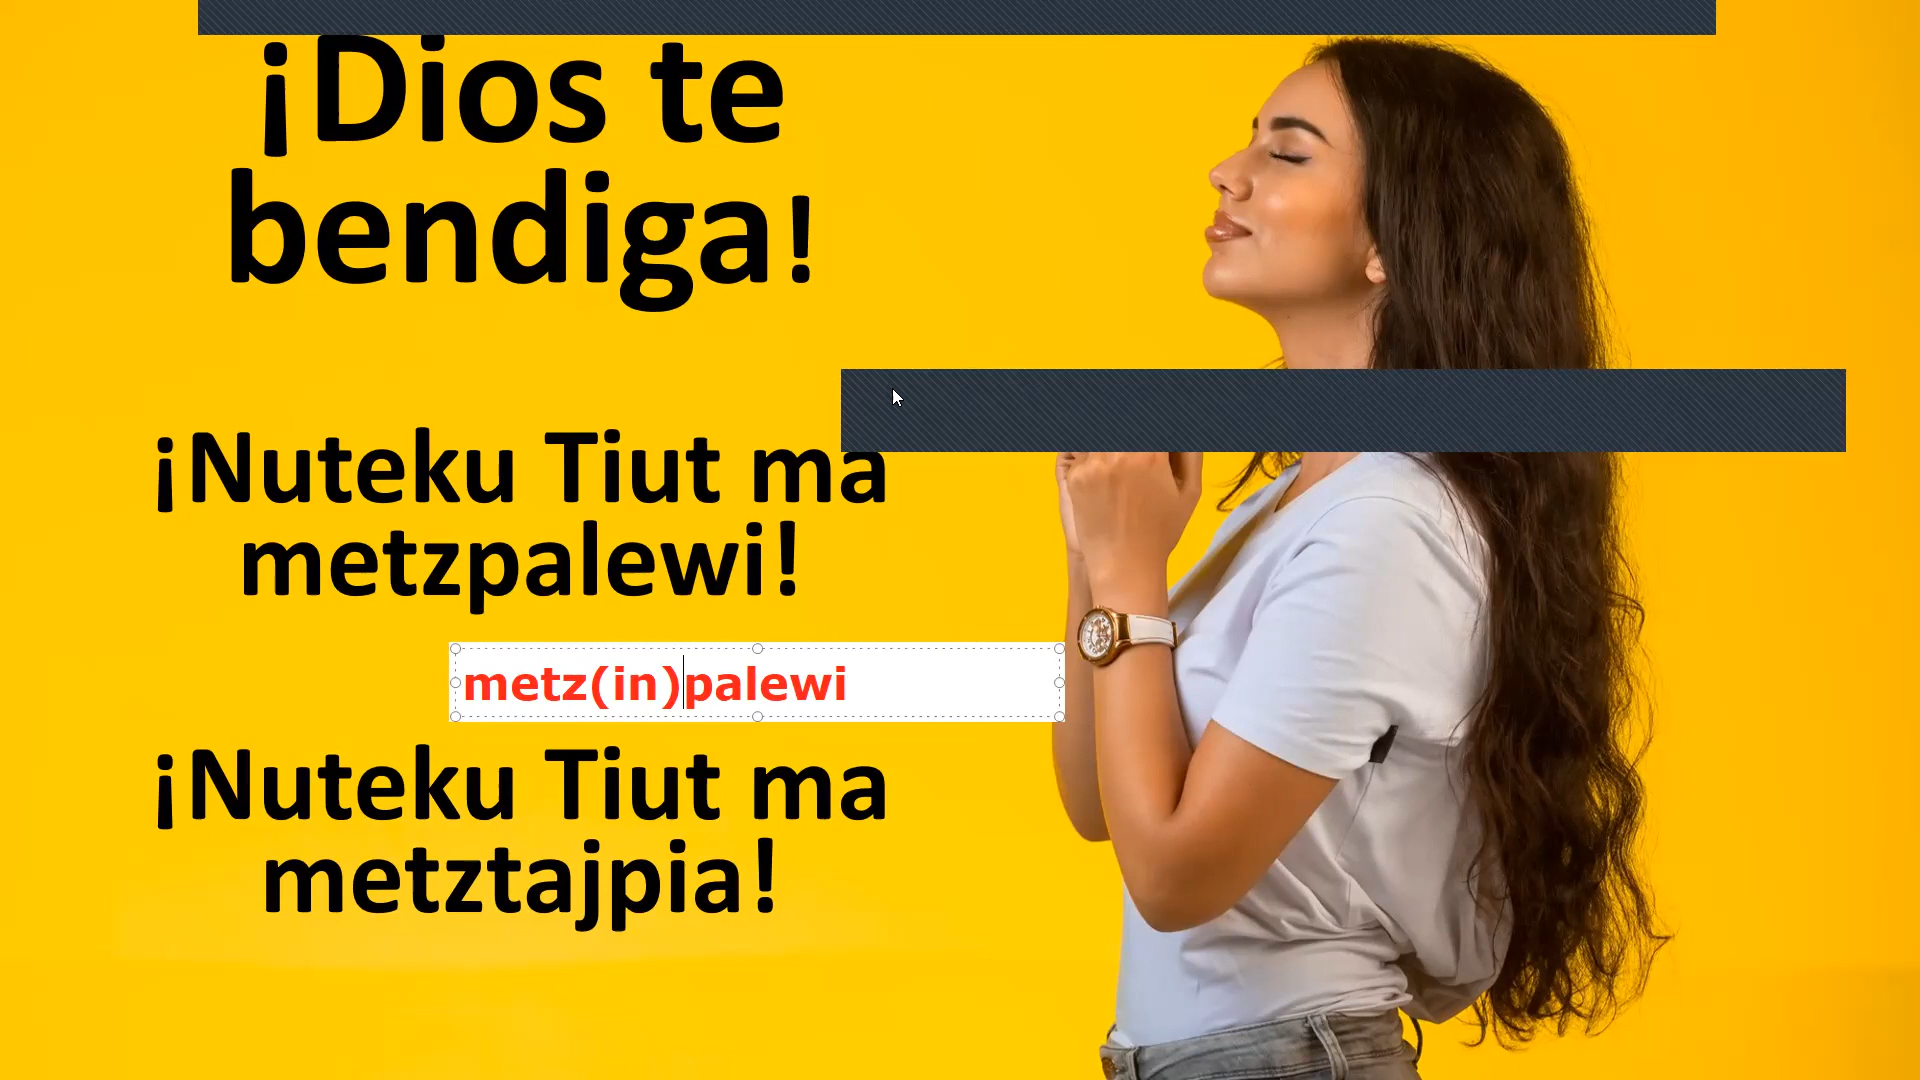 ¡Dios te
bendiga!
¡Nuteku Tiut ma
metzpalewi!
metz(in)palewi
¡Nuteku Tiut ma
metztajpia!